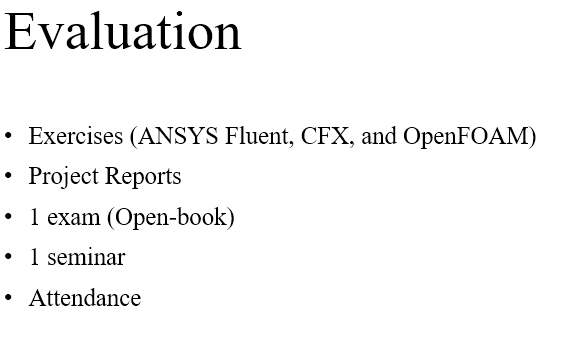 Evaluation
• Exercises (ANSYS Fluent, CFX, and OpenFOAM)
• Project Reports
• 1 exam (Open-book)
• 1 seminar
• Attendance